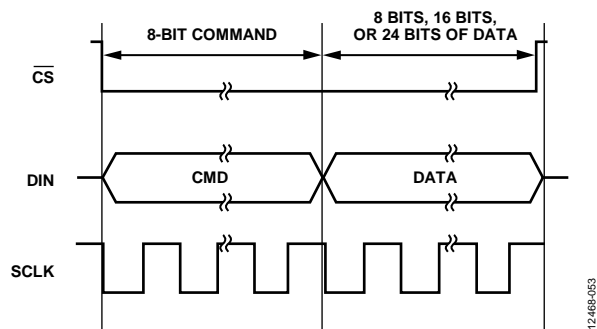 8-BIT COMMAND
8 BITS, 16 BITS,
OR 24 BITS OF DATA
CS
DIN
CMD
DATA
SCLK
12468-053